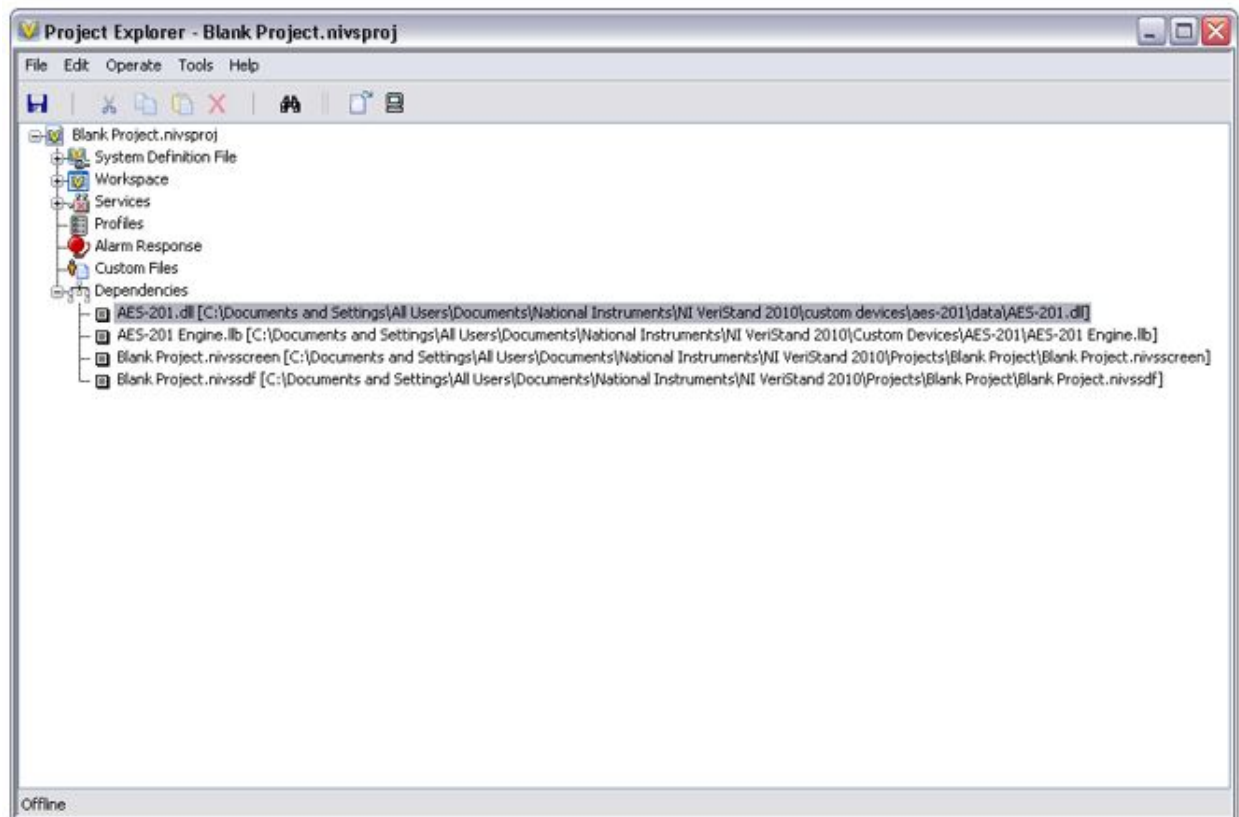 Project Explorer - Blank Project.nivsproj
File Edit Operate Tools Help
Blank Project.nivsproj
System Definition File
Workspace
Services
Profiles
Alarm Response
Custom Files
Dependencies
AES-201.dll [C:\Documents and Settings\All Users\Documents\National Instruments\NI VeriStand 2010\custom devices\aes-201\data\AES-201.dll]
AES-201 Engine.llb [C:\Documents and Settings\All Users\Documents\National Instruments\NI VeriStand 2010\Custom Devices\AES-201\AES-201 Engine.llb]
Blank Project.nivsscreen [C:\Documents and Settings\All Users\Documents\National Instruments\NI VeriStand 2010\Projects\Blank Project\Blank Project.nivsscreen]
Blank Project.nivssdf [C:\Documents and Settings\All Users\Documents\National Instruments\NI VeriStand 2010\Projects\Blank Project\Blank Project.nivssdf]
Offline